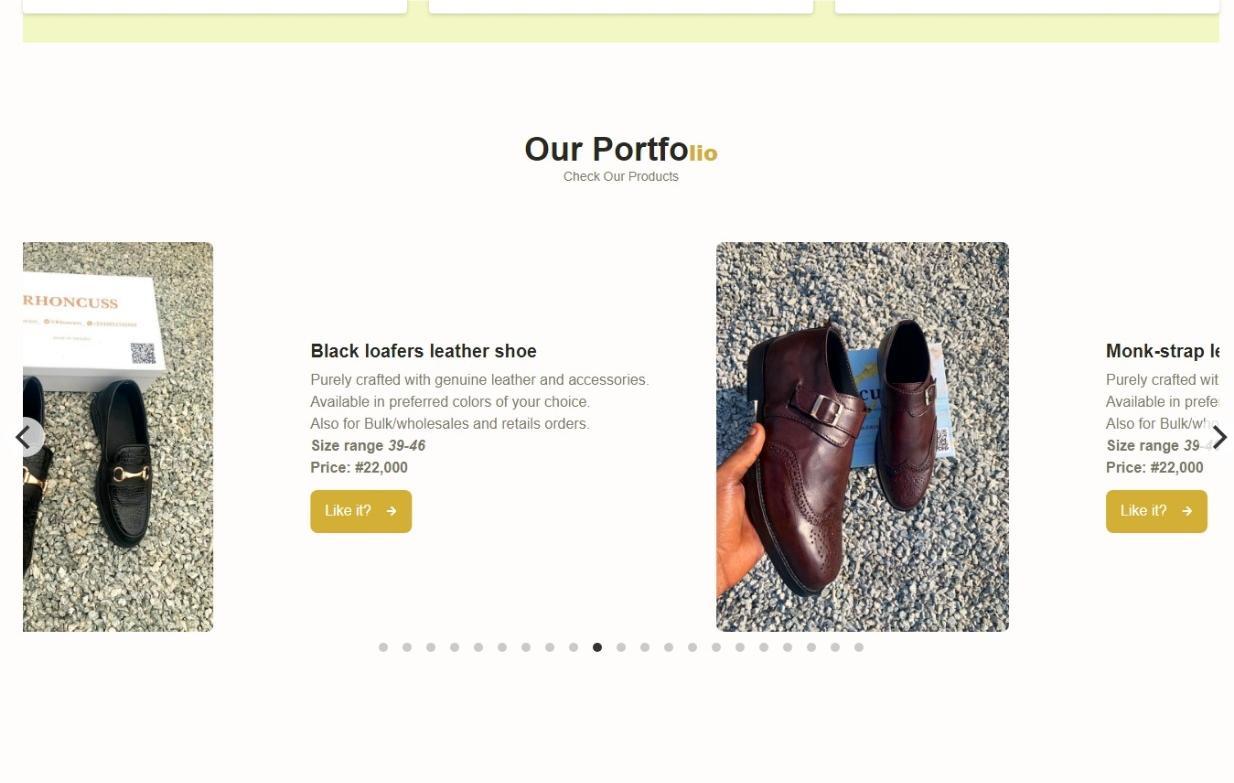 Our Portfolio
Check Our Products
RHONCUSS
Black loafers leather shoe
Purely crafted with genuine leather and accessories.
Available in preferred colors of your choice.
Also for Bulk/wholesales and retails orders.
Size range 39-46
Price: #22,000
Like it?
Monk-strap le
Purely crafted wit
Available in prefe
Also for Bulk/w
Size range 39-4
Price: #22,000
Like it?